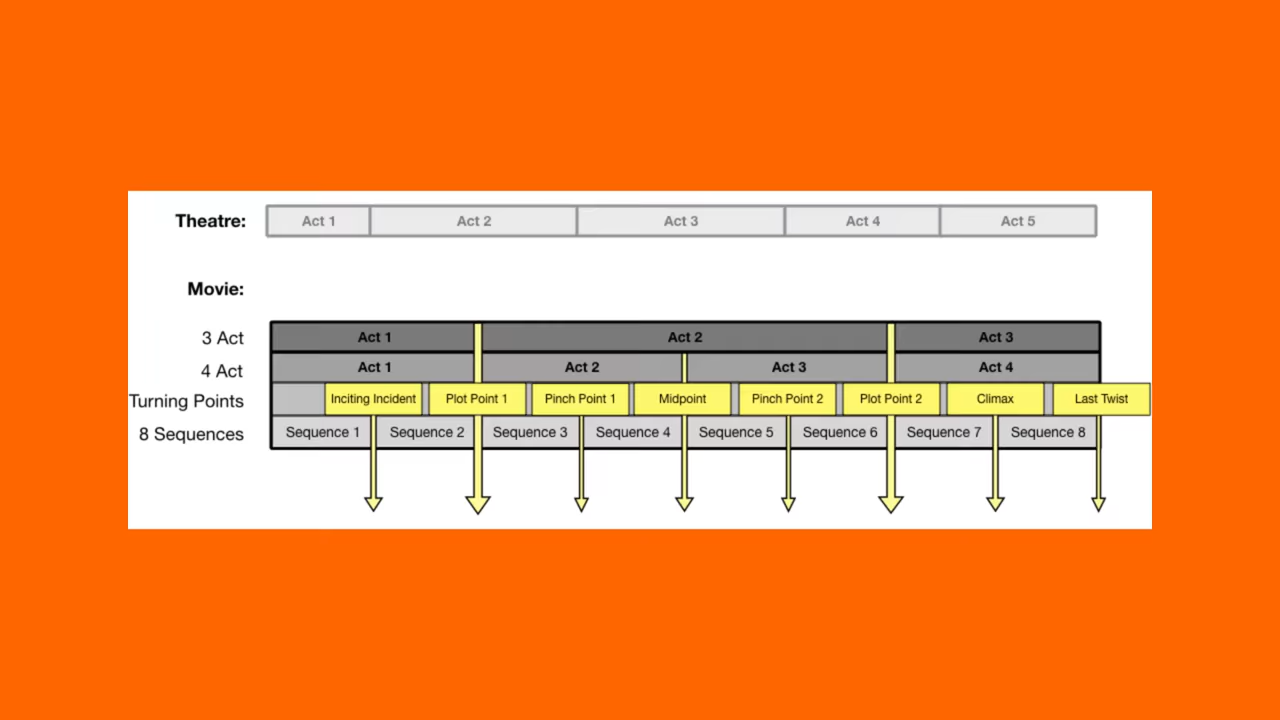 Theatre: Act 1 Act 2 Act 3 Act 4 Act 5
Movie:
3 Act Act 1 Act 2 Act 3
4 Act Act 1 Act 2 Act 3 Act 4
Turning Points Inciting Incident Plot Point 1 Pinch Point 1 Midpoint Pinch Point 2 Plot Point 2 Climax Last Twist
8 Sequences Sequence 1 Sequence 2 Sequence 3 Sequence 4 Sequence 5 Sequence 6 Sequence 7 Sequence 8